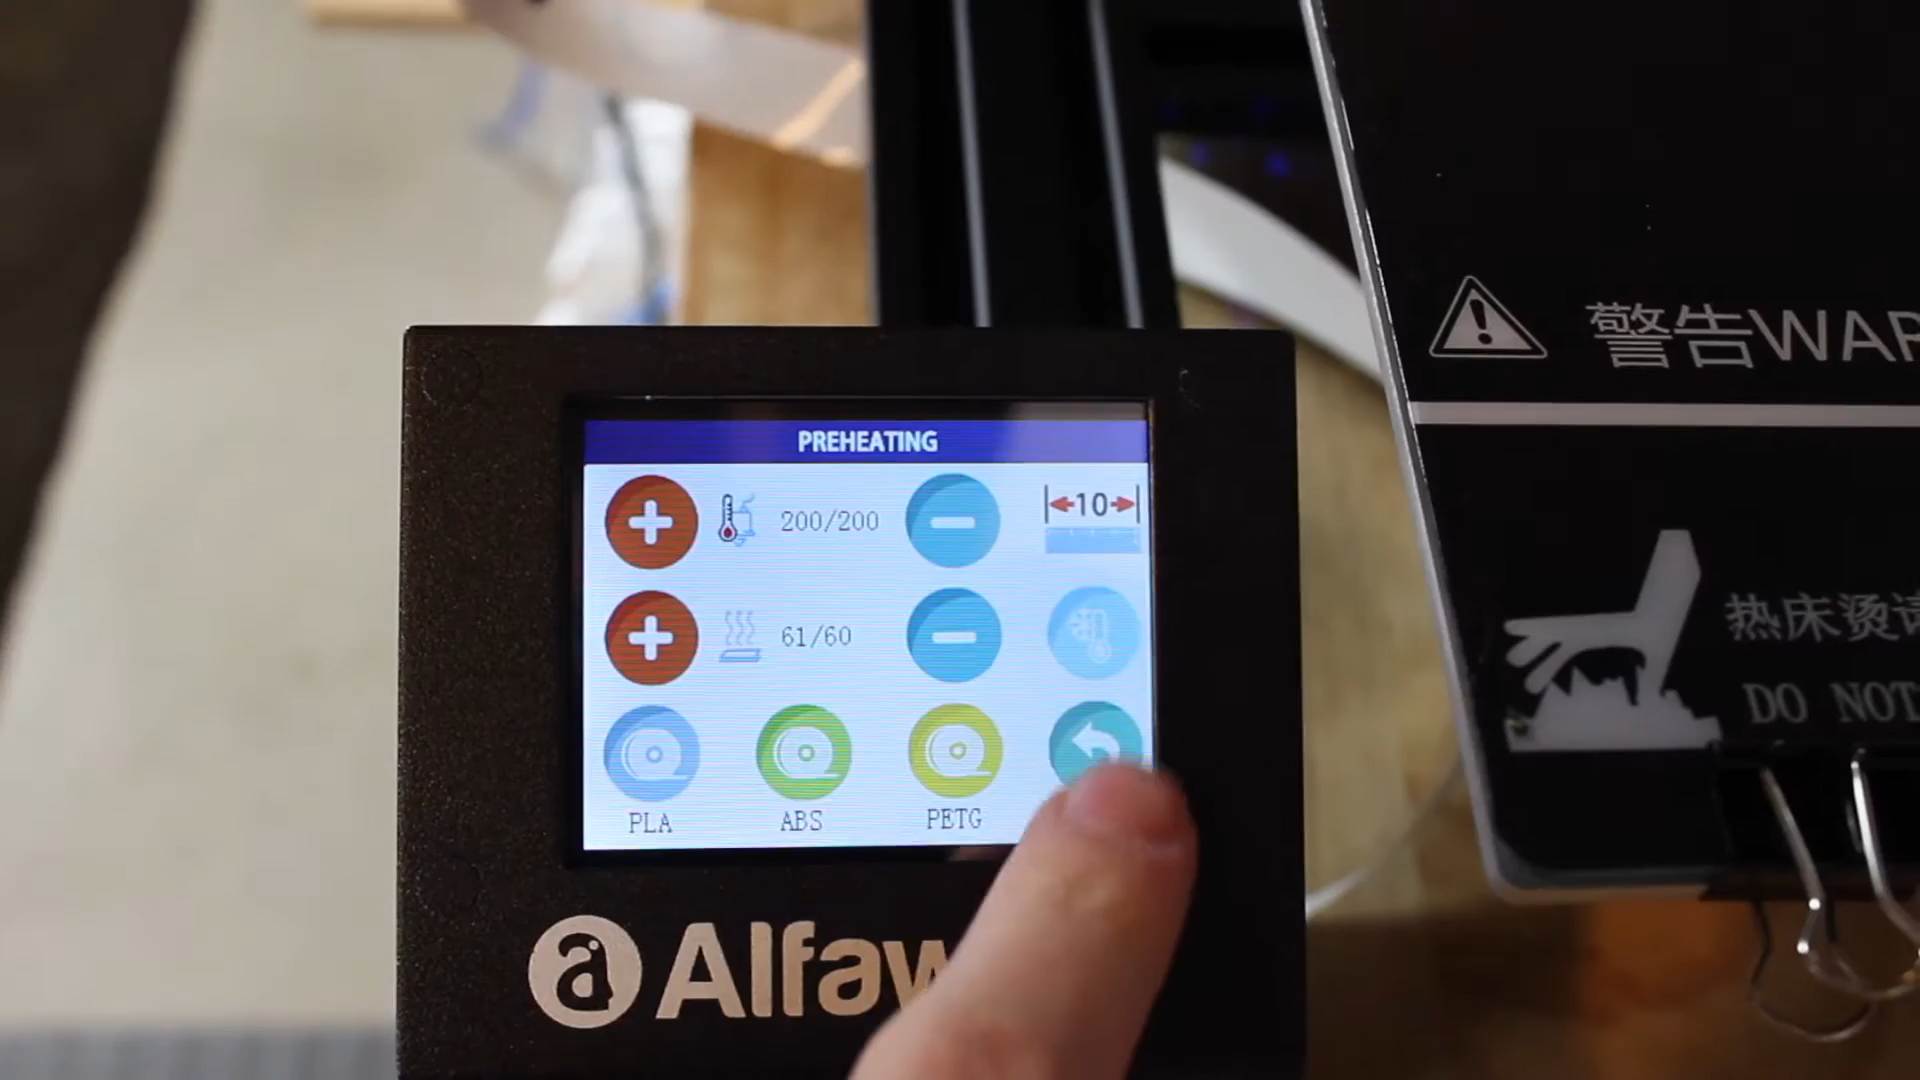 PREHEATING
200/200
10
61/60
PLA
ABS
PETG
a Alfaw
警告WAR
热床烫请
DO NOT